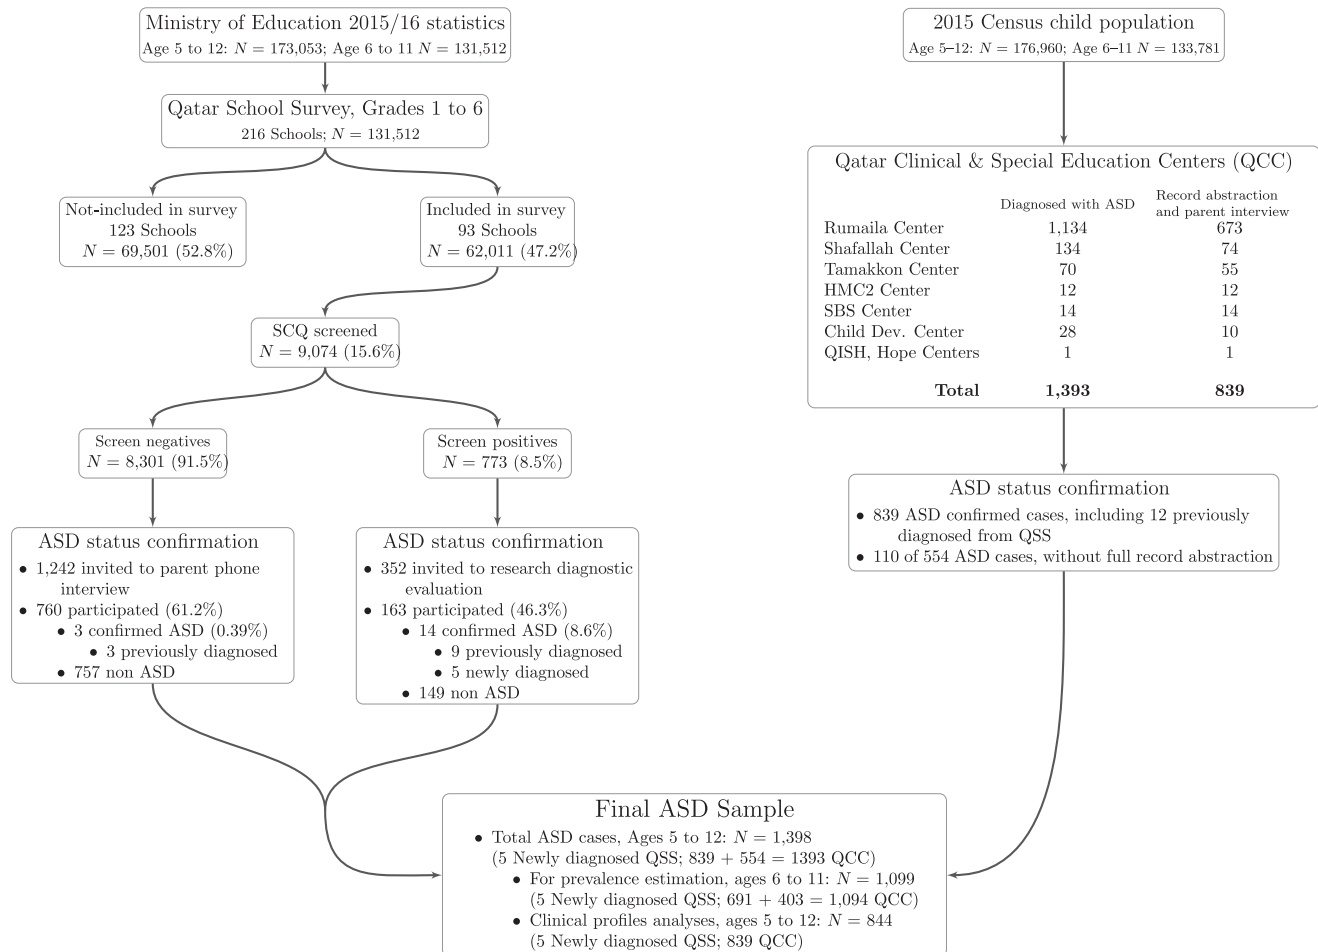 Ministry of Education 2015/16 statistics
Age 5 to 12: N = 173,053; Age 6 to 11 N = 131,512
Qatar School Survey, Grades 1 to 6
216 Schools; N = 131,512
Not-included in survey
123 Schools
N = 69,501 (52.8%)
Included in survey
93 Schools
N = 62,011 (47.2%)
SCQ screened
N = 9,074 (15.6%)
Screen negatives
N = 8,301 (91.5%)
Screen positives
N = 773 (8.5%)
ASD status confirmation
• 1,242 invited to parent phone
interview
• 760 participated (61.2%)
• 3 confirmed ASD (0.39%)
• 3 previously diagnosed
• 757 non ASD
ASD status confirmation
• 352 invited to research diagnostic
evaluation
• 163 participated (46.3%)
• 14 confirmed ASD (8.6%)
• 9 previously diagnosed
• 5 newly diagnosed
• 149 non ASD
2015 Census child population
Age 5–12: N = 176,960; Age 6–11 N = 133,781
Qatar Clinical & Special Education Centers (QCC)
Diagnosed with ASD
Record abstraction
and parent interview
Rumaila Center 1,134 673
Shafallah Center 134 74
Tamakkon Center 70 55
HMC2 Center 12 12
SBS Center 14 14
Child Dev. Center 28 10
QISH, Hope Centers 1 1
Total 1,393 839
ASD status confirmation
• 839 ASD confirmed cases, including 12 previously
diagnosed from QSS
• 110 of 554 ASD cases, without full record abstraction
Final ASD Sample
• Total ASD cases, Ages 5 to 12: N = 1,398
(5 Newly diagnosed QSS; 839 + 554 = 1393 QCC)
• For prevalence estimation, ages 6 to 11: N = 1,099
(5 Newly diagnosed QSS; 691 + 403 = 1,094 QCC)
• Clinical profiles analyses, ages 5 to 12: N = 844
(5 Newly diagnosed QSS; 839 QCC)